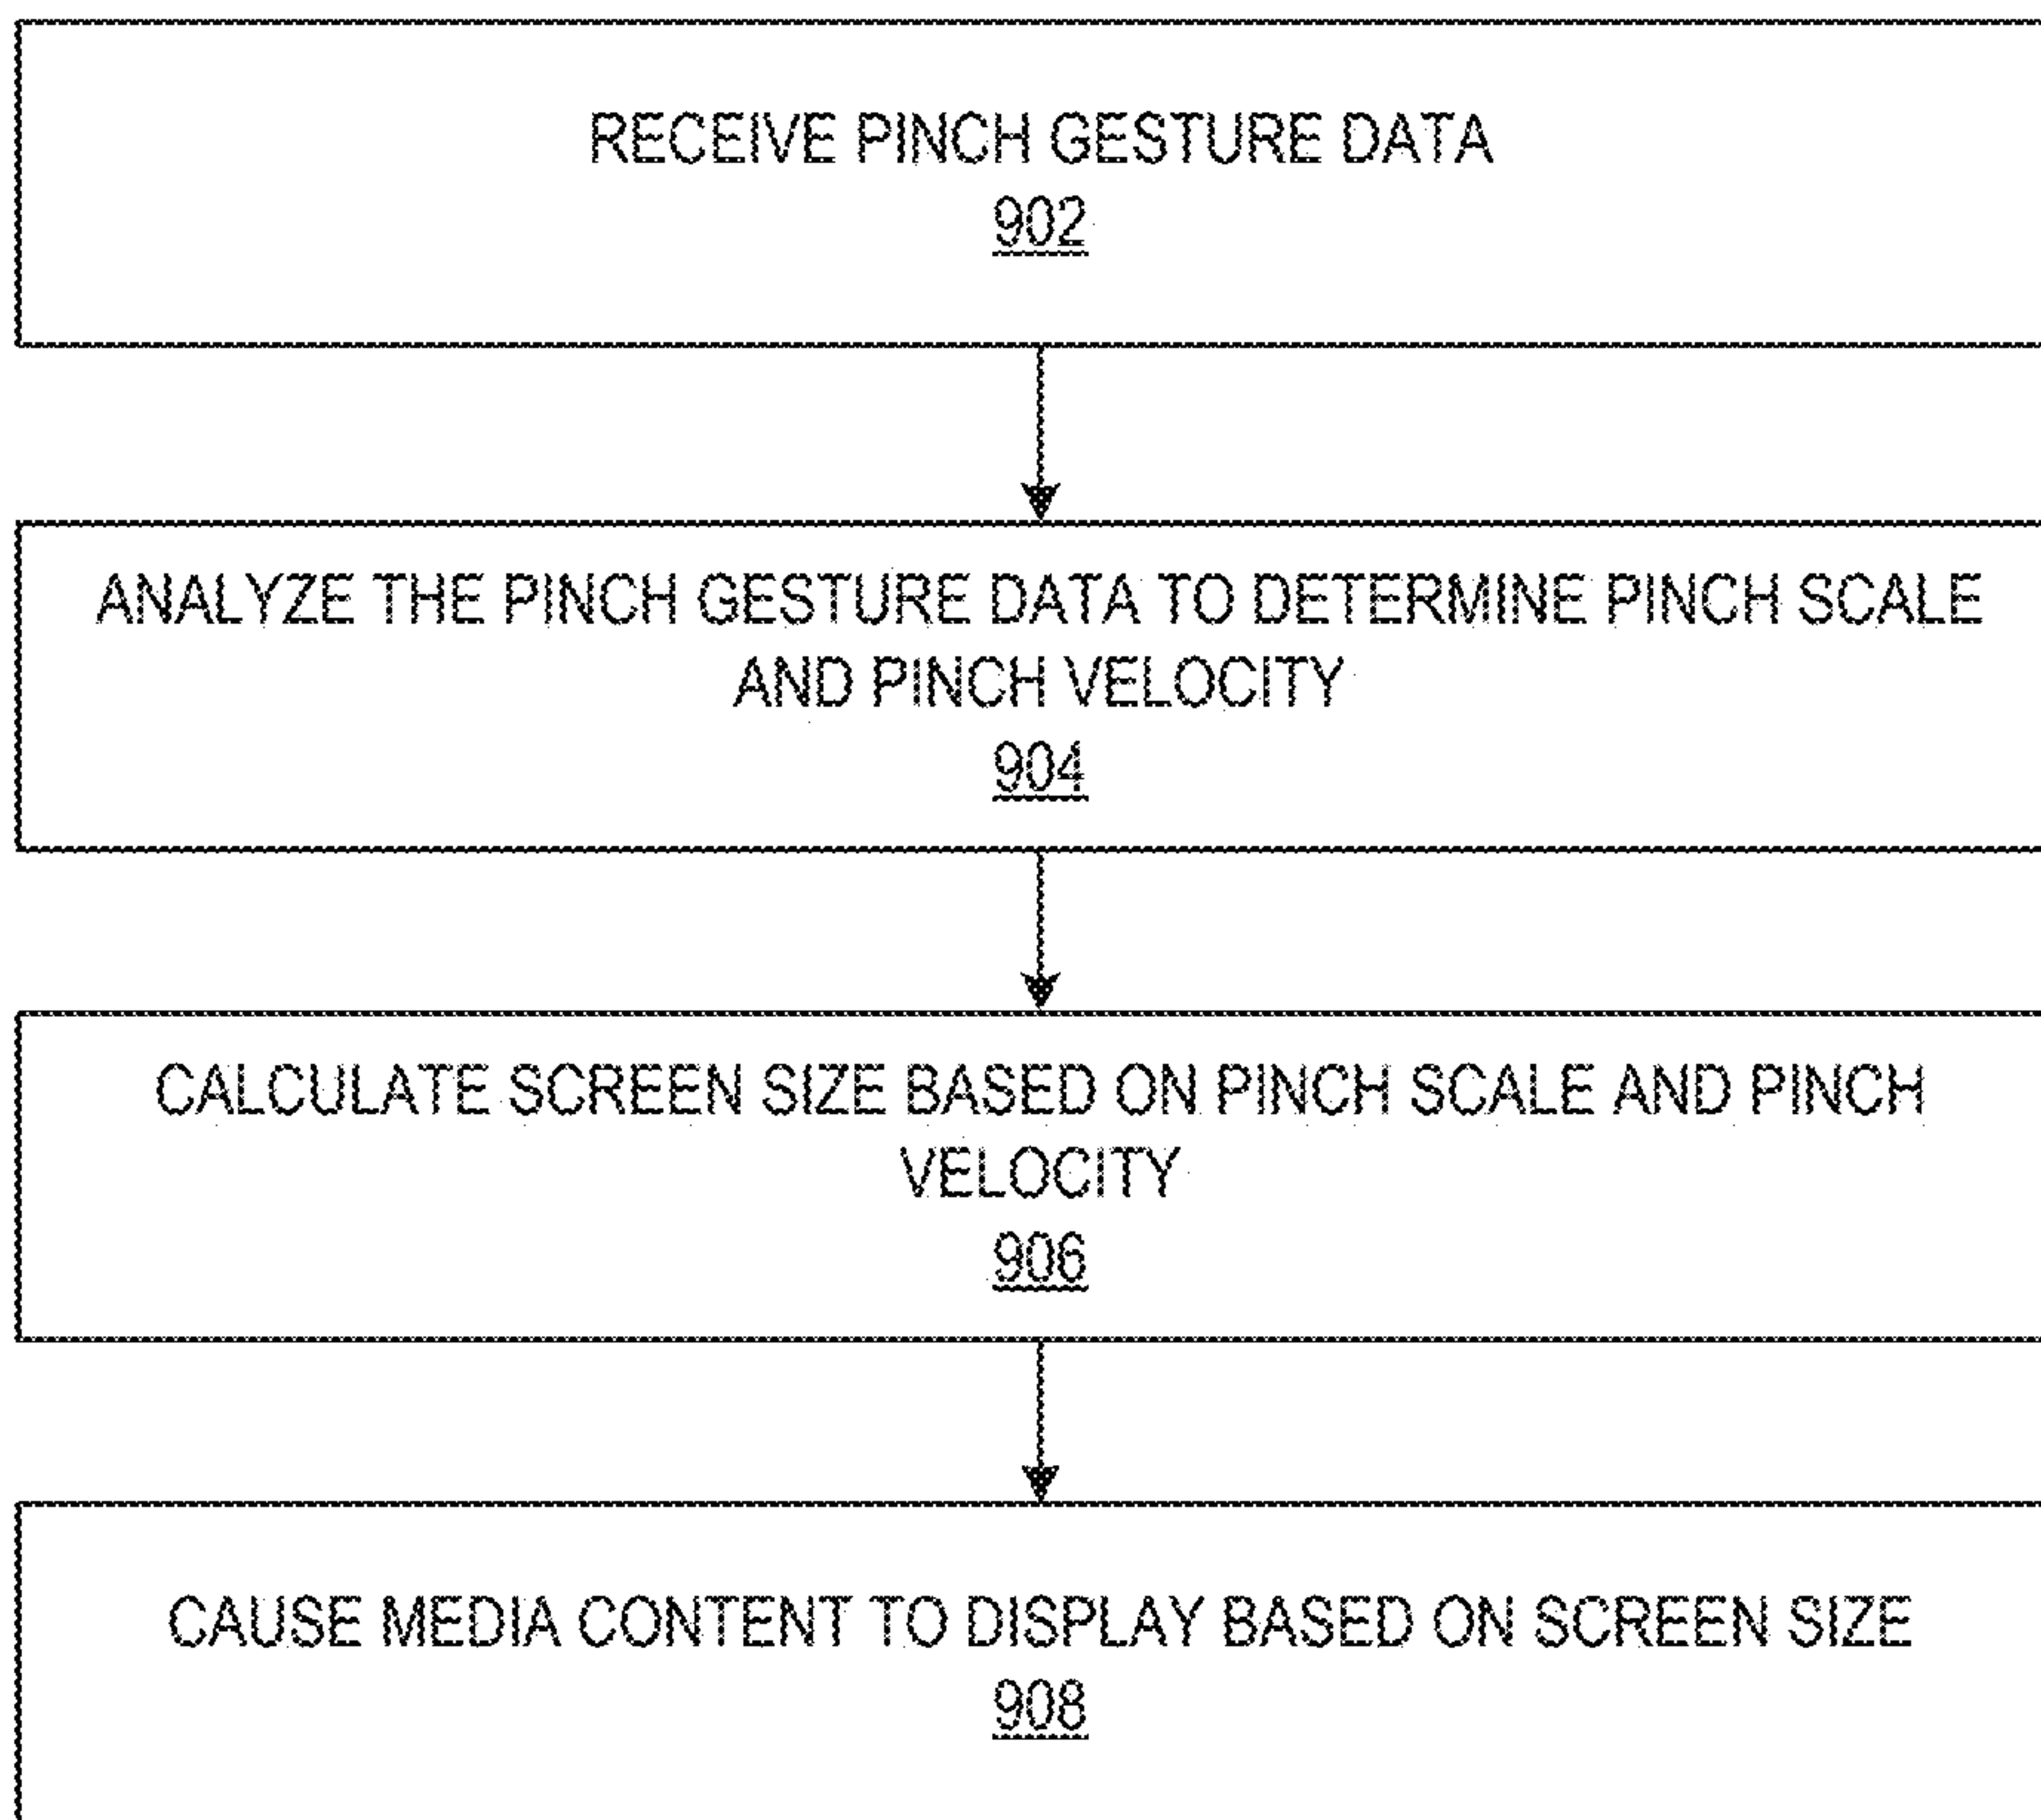 RECEIVE PINCH GESTURE DATA
902
ANALYZE THE PINCH GESTURE DATA TO DETERMINE PINCH SCALE
AND PINCH VELOCITY
904
CALCULATE SCREEN SIZE BASED ON PINCH SCALE AND PINCH
VELOCITY
906
CAUSE MEDIA CONTENT TO DISPLAY BASED ON SCREEN SIZE
908